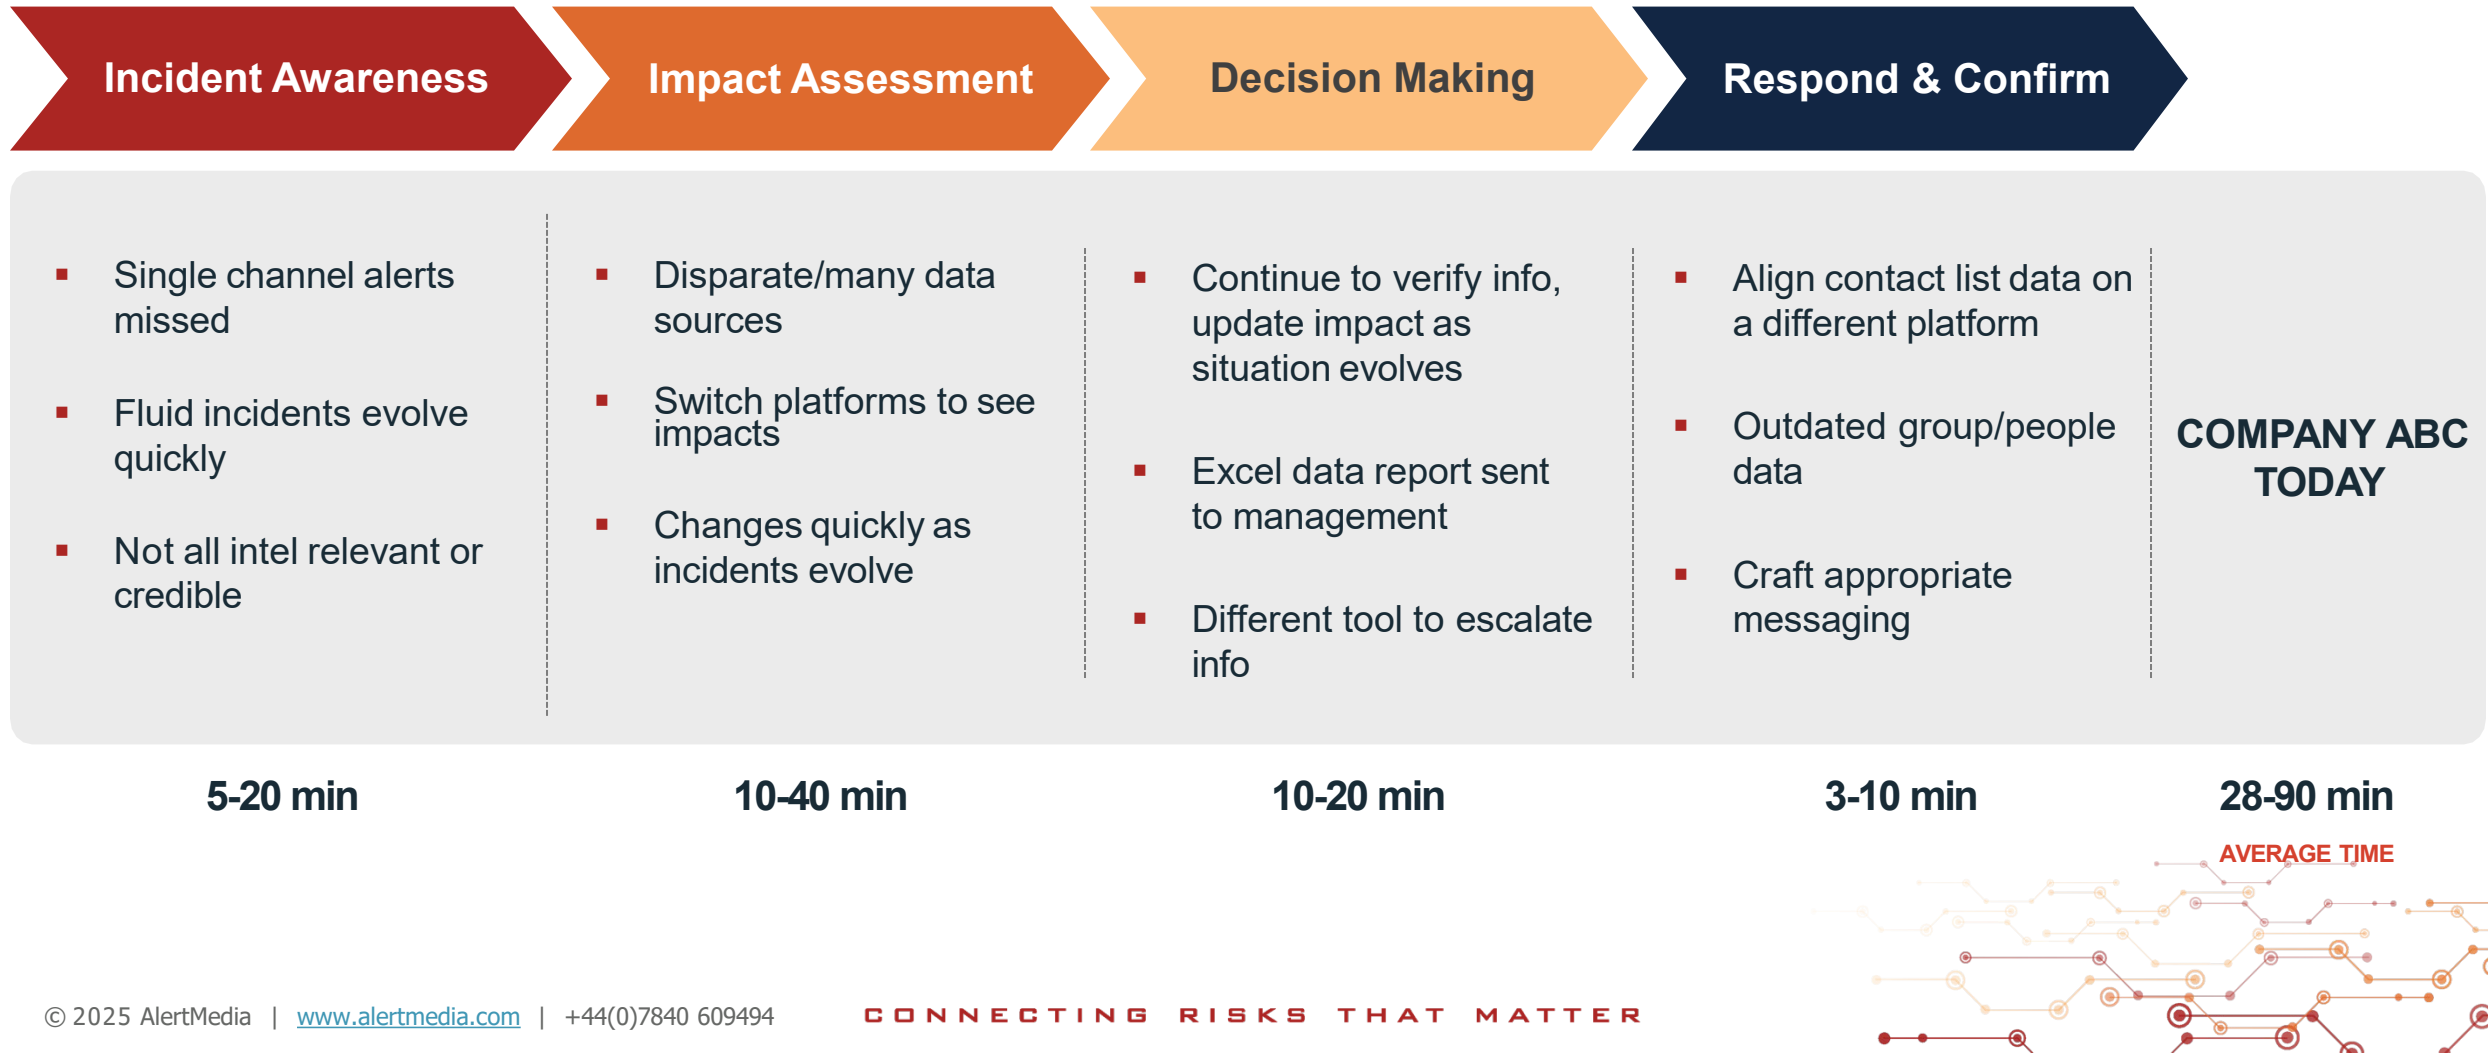 Incident Awareness
Impact Assessment
Decision Making
Respond & Confirm
Single channel alerts
missed
Fluid incidents evolve
quickly
Not all intel relevant or
credible
Disparate/many data
sources
Switch platforms to see
impacts
Changes quickly as
incidents evolve
Continue to verify info,
update impact as
situation evolves
Excel data report sent
to management
Different tool to escalate
info
Align contact list data on
a different platform
Outdated group/people
data
Craft appropriate
messaging
COMPANY ABC
TODAY
5-20 min
10-40 min
10-20 min
3-10 min
28-90 min
AVERAGE TIME
© 2025 AlertMedia | www.alertmedia.com | +44(0)7840 609494
CONNECTING RISKS THAT MATTER